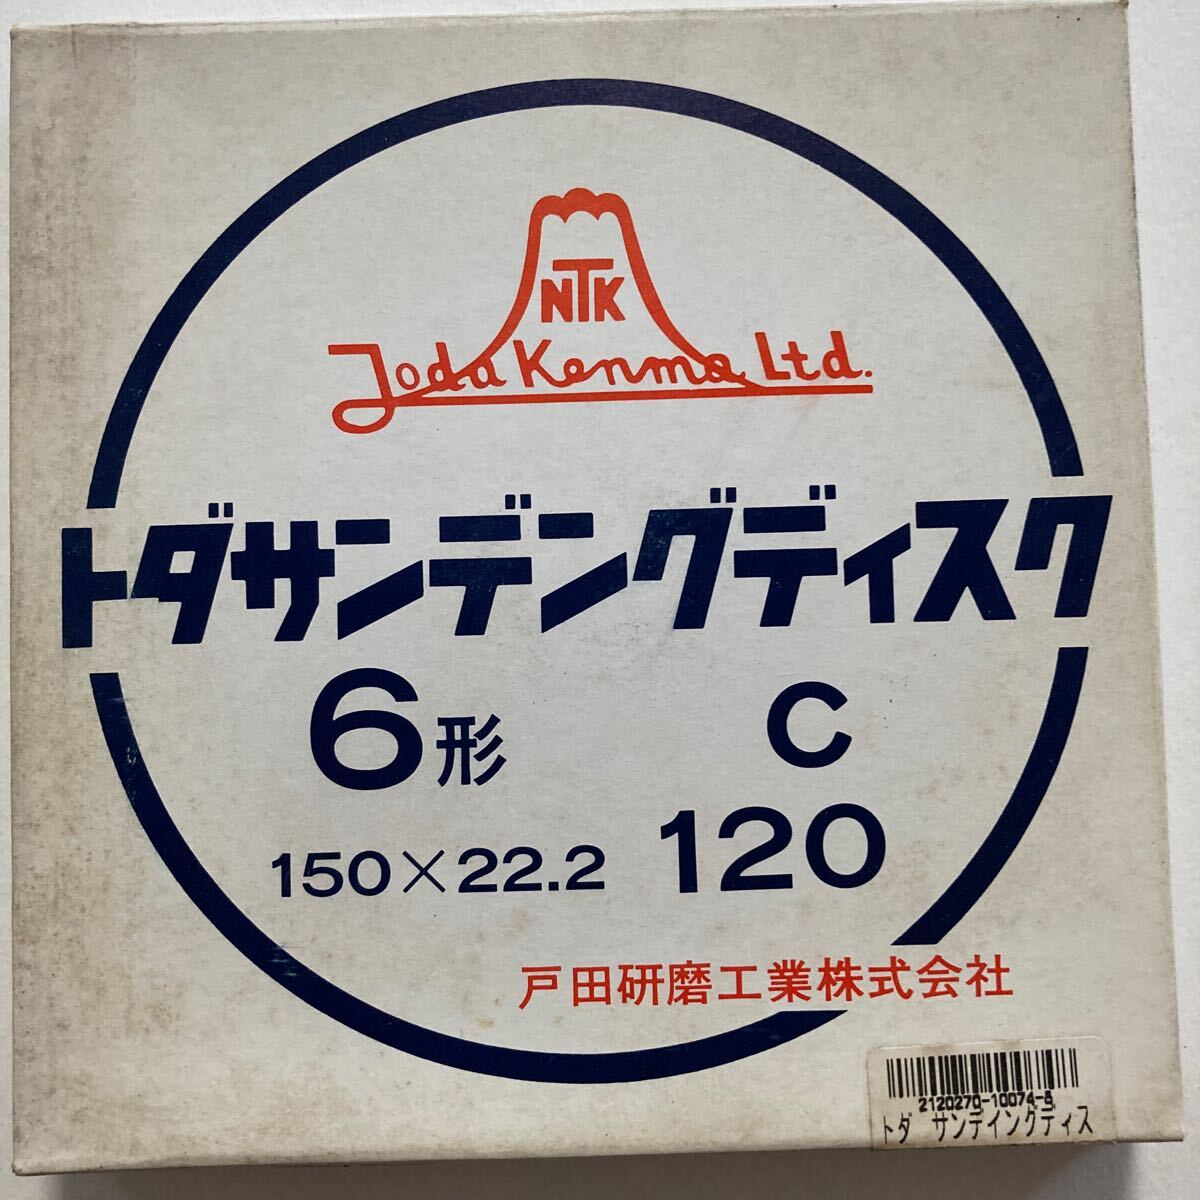 NTK
Toda Kenma Ltd.
トダサンデングディスク
6形 C
150×22.2 120
戸田研磨工業株式会社
2120270-10074-8
トダ サンデイングディス